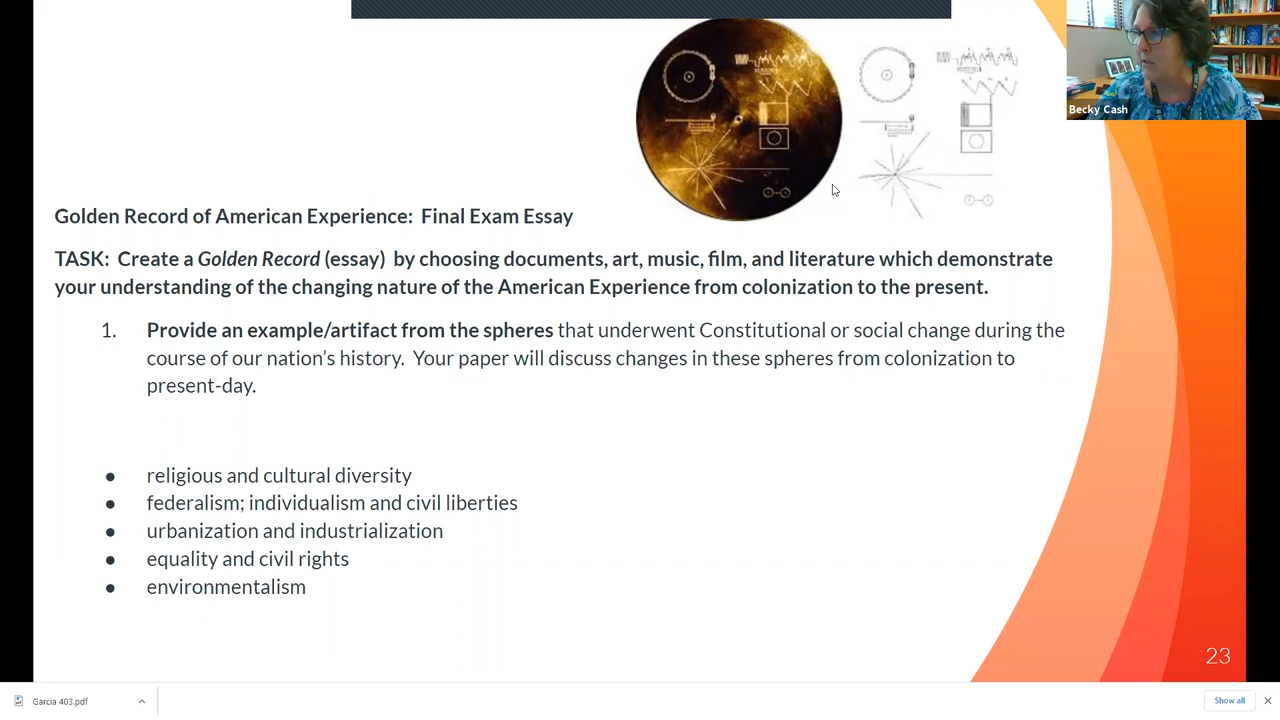 Becky Cash
Golden Record of American Experience: Final Exam Essay
TASK: Create a Golden Record (essay) by choosing documents, art, music, film, and literature which demonstrate
your understanding of the changing nature of the American Experience from colonization to the present.
1. Provide an example/artifact from the spheres that underwent Constitutional or social change during the
course of our nation's history. Your paper will discuss changes in these spheres from colonization to
present-day.
● religious and cultural diversity
● federalism; individualism and civil liberties
● urbanization and industrialization
● equality and civil rights
● environmentalism
23
Garcia 403.pdf
Show all